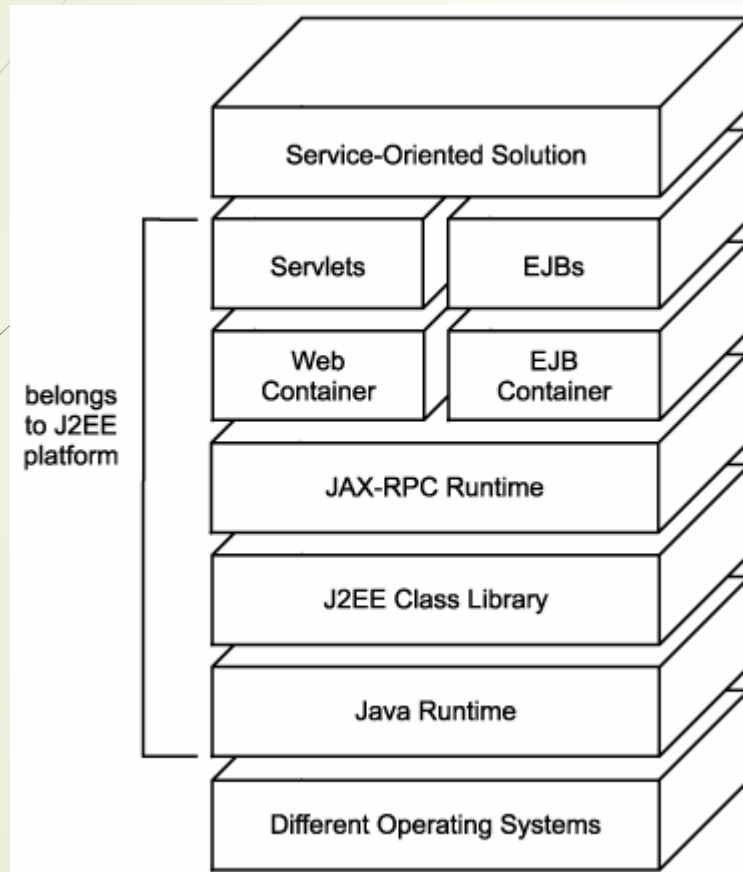 Service-Oriented Solution
Servlets
EJBs
Web
Container
EJB
Container
belongs
to J2EE
platform
JAX-RPC Runtime
J2EE Class Library
Java Runtime
Different Operating Systems